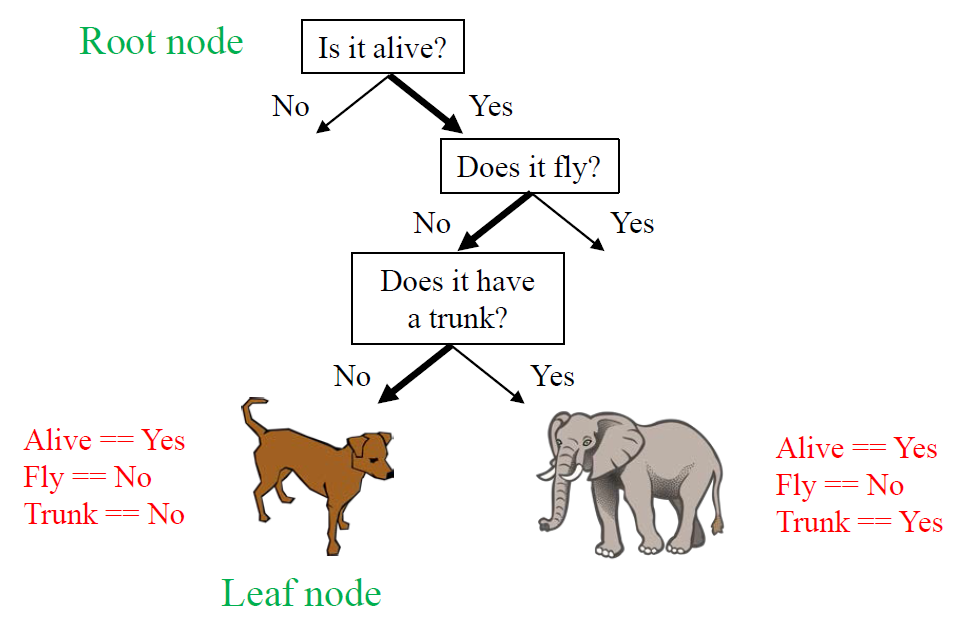 Root node
Is it alive?
No
Yes
Does it fly?
No
Yes
Does it have
a trunk?
No
Yes
Alive == Yes
Fly == No
Trunk == No
Alive == Yes
Fly == No
Trunk == Yes
Leaf node